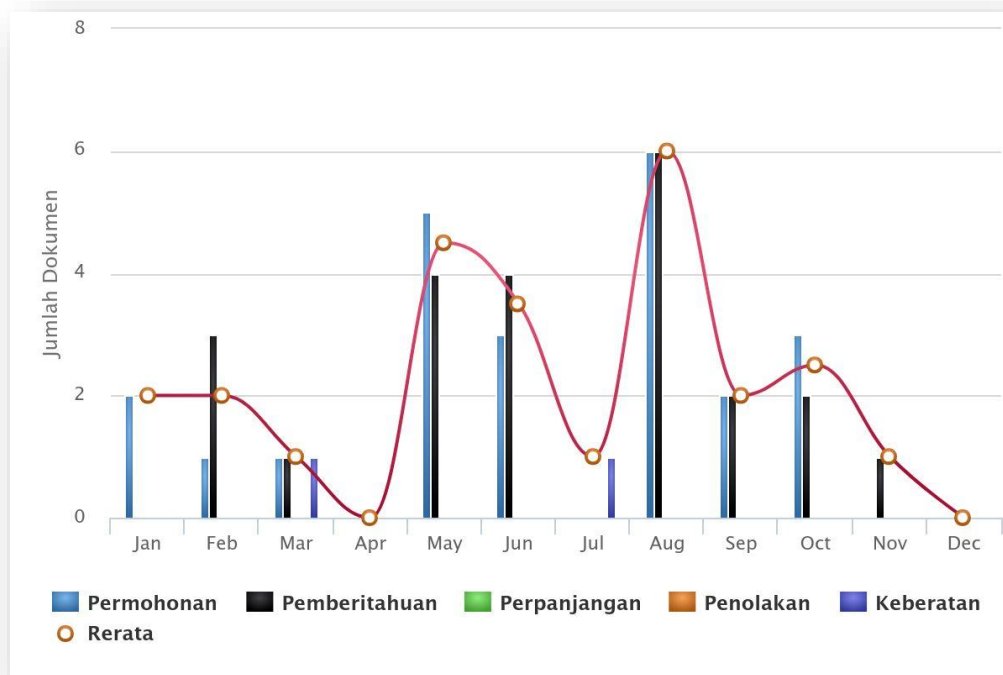 8
6
4
2
0
Jumlah Dokumen
Jan Feb Mar Apr May Jun Jul Aug Sep Oct Nov Dec
Permohonan Pemberitahuan Perpanjangan Penolakan Keberatan
Rerata